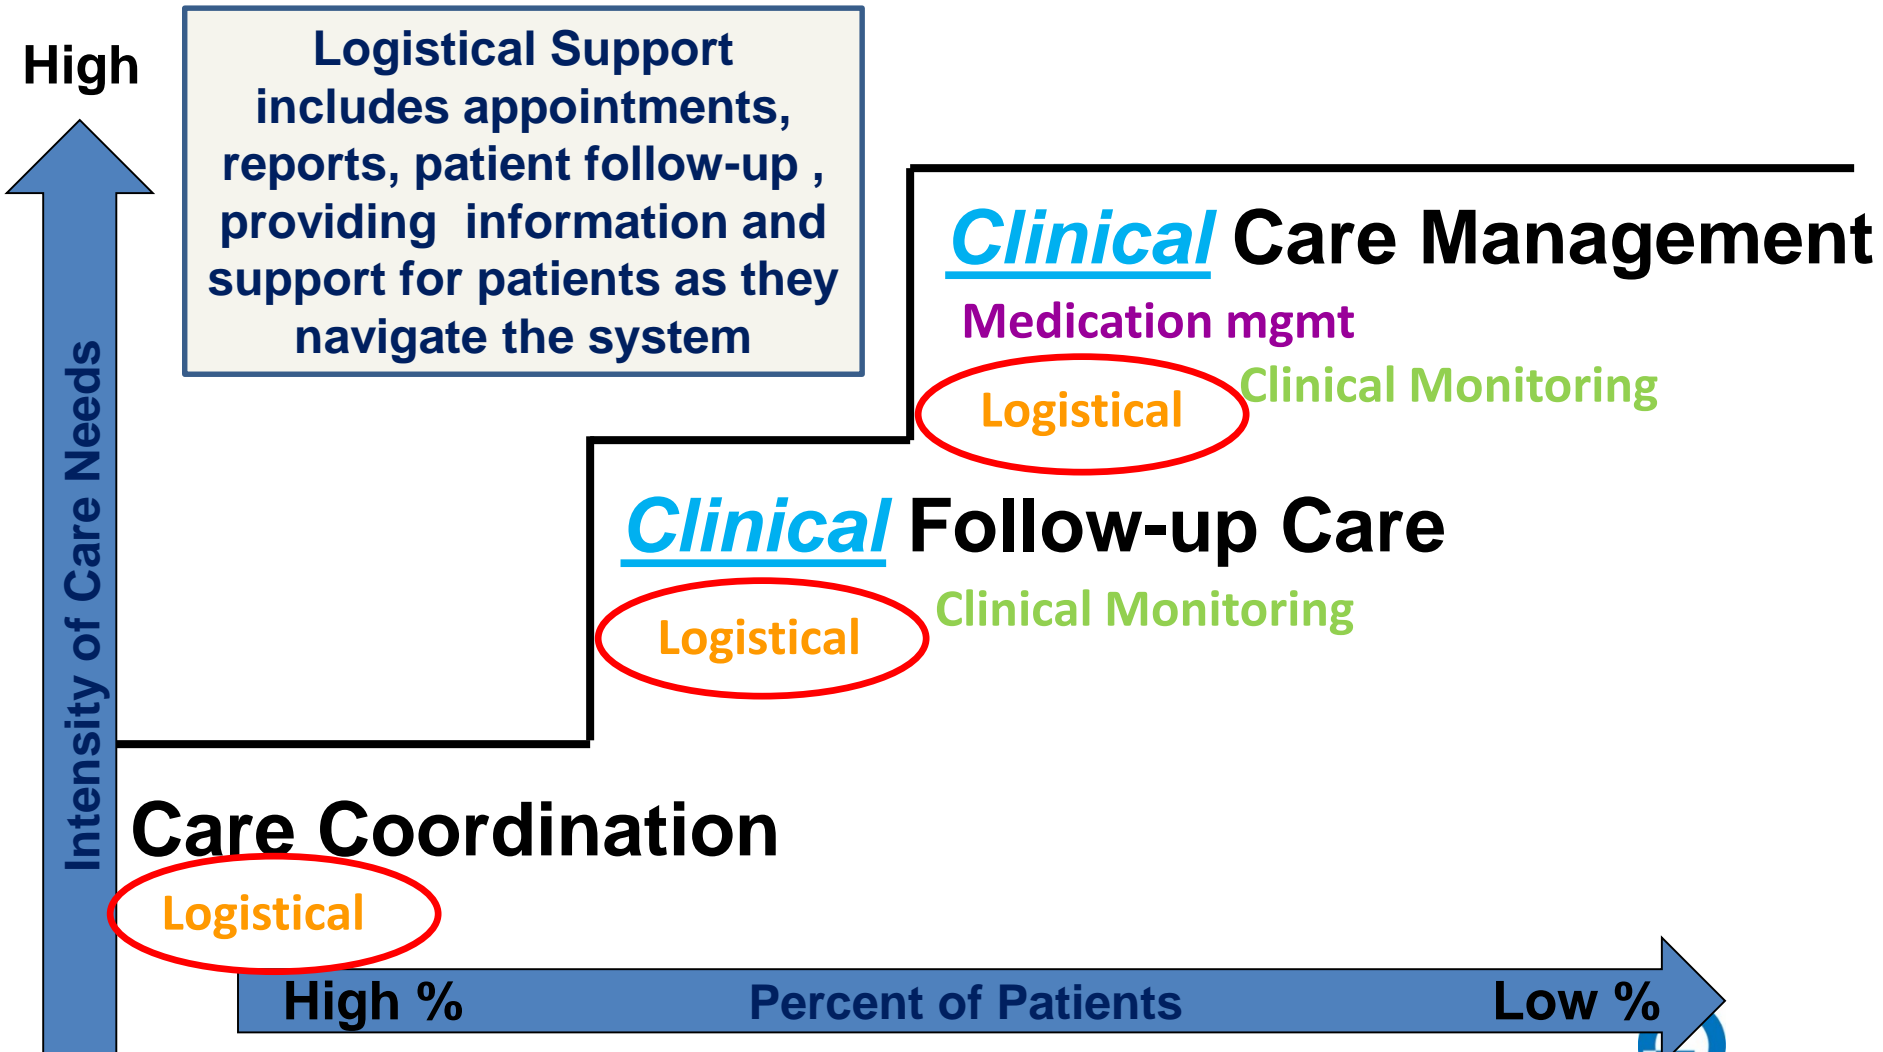 High
Logistical Support
includes appointments,
reports, patient follow-up ,
providing information and
support for patients as they
navigate the system
Intensity of Care Needs
Clinical Care Management
Medication mgmt
Clinical Monitoring
Logistical
Clinical Follow-up Care
Clinical Monitoring
Logistical
Care Coordination
Logistical
High % Percent of Patients Low %